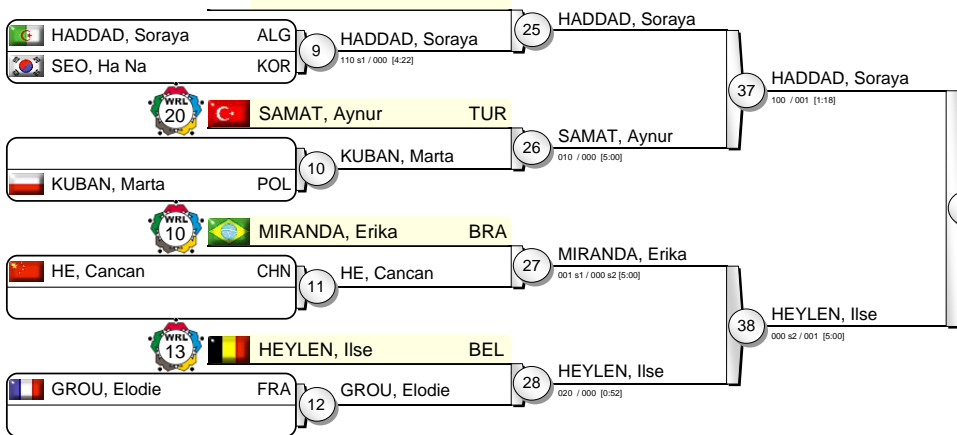 HADDAD, Soraya
HADDAD, Soraya ALG
9 HADDAD, Soraya
25
110 s1 / 000 [4:22]
SEO, Ha Na KOR
HADDAD, Soraya
37
100 / 001 [1:18]
WRL
20 SAMAT, Aynur TUR
SAMAT, Aynur
26
010 / 000 [5:00]
KUBAN, Marta
10
KUBAN, Marta POL
WRL
10 MIRANDA, Erika BRA
MIRANDA, Erika
27
001 s1 / 000 s2 [5:00]
HE, Cancan CHN
HE, Cancan
11
HEYLEN, Ilse
38
000 s2 / 001 [5:00]
WRL
13 HEYLEN, Ilse BEL
HEYLEN, Ilse
28
020 / 000 [0:52]
GROU, Elodie FRA
GROU, Elodie
12